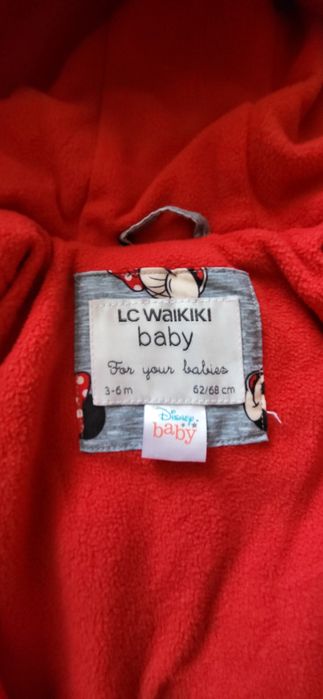 LC WAIKIKI
baby
For your babies
3-6 m 62/68 cm
Disney
baby